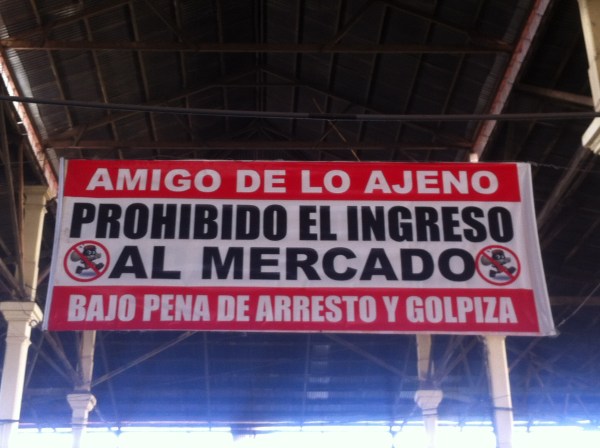 AMIGO DE LO AJENO
PROHIBIDO EL INGRESO
AL MERCADO
BAJO PENA DE ARRESTO Y GOLPIZA